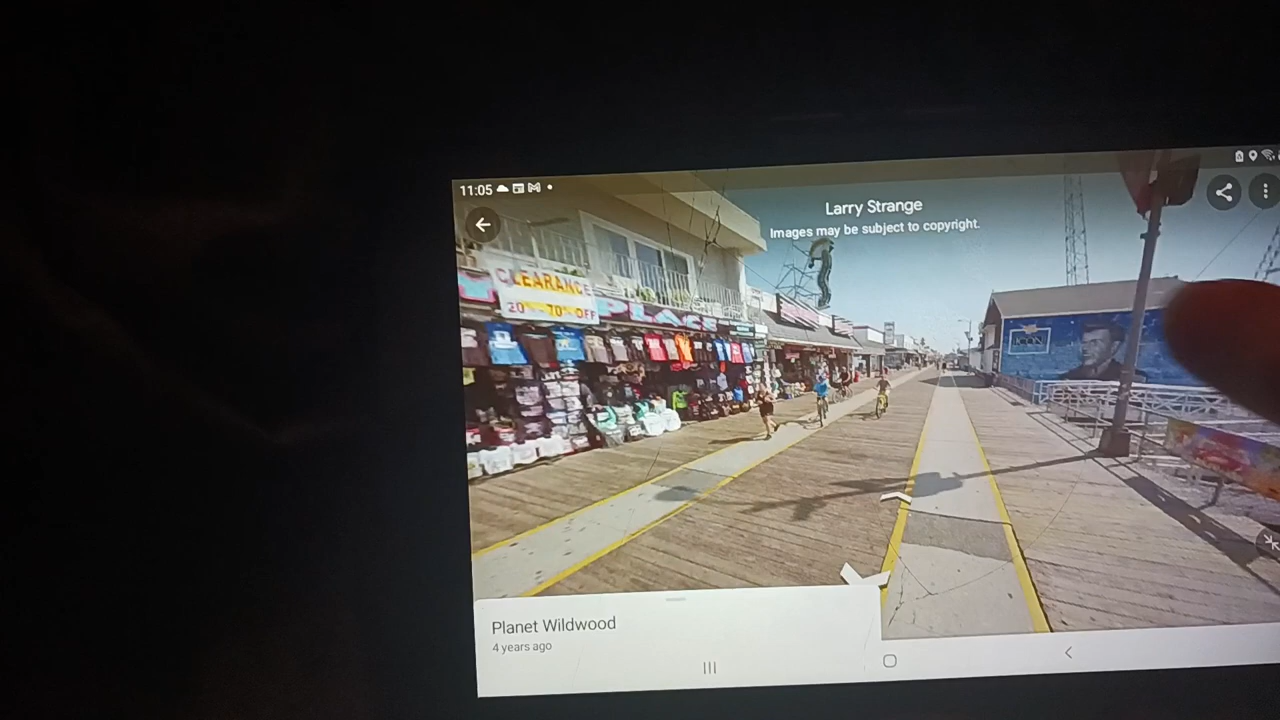 11:05
Larry Strange
Images may be subject to copyright.
CLEARANCE
20% - 70% OFF
PLACE
Planet Wildwood
4 years ago